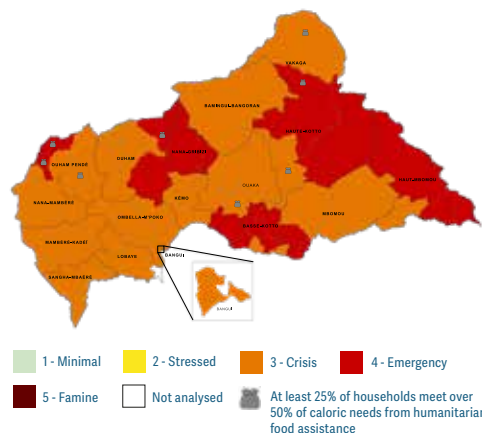 VAKAGA
BAMINGUI-BANGORAN
HAUTE-KOTTO
OUHAM
NANA-GRIBIZI
OUHAM PENDÉ
HAUT-MBOMOU
OUAKA
KÉMO
NANA-MAMBÉRÉ
OMBELLA-M'POKO
MBOMOU
BASSE-KOTTO
MAMBÉRÉ-KADÉÏ
LOBAYE
BANGUI
SANGHA-MBAÉRÉ
BANGUI
1 - Minimal
2 - Stressed
3 - Crisis
4 - Emergency
5 - Famine
Not analysed
At least 25% of households meet over
50% of caloric needs from humanitarian
food assistance